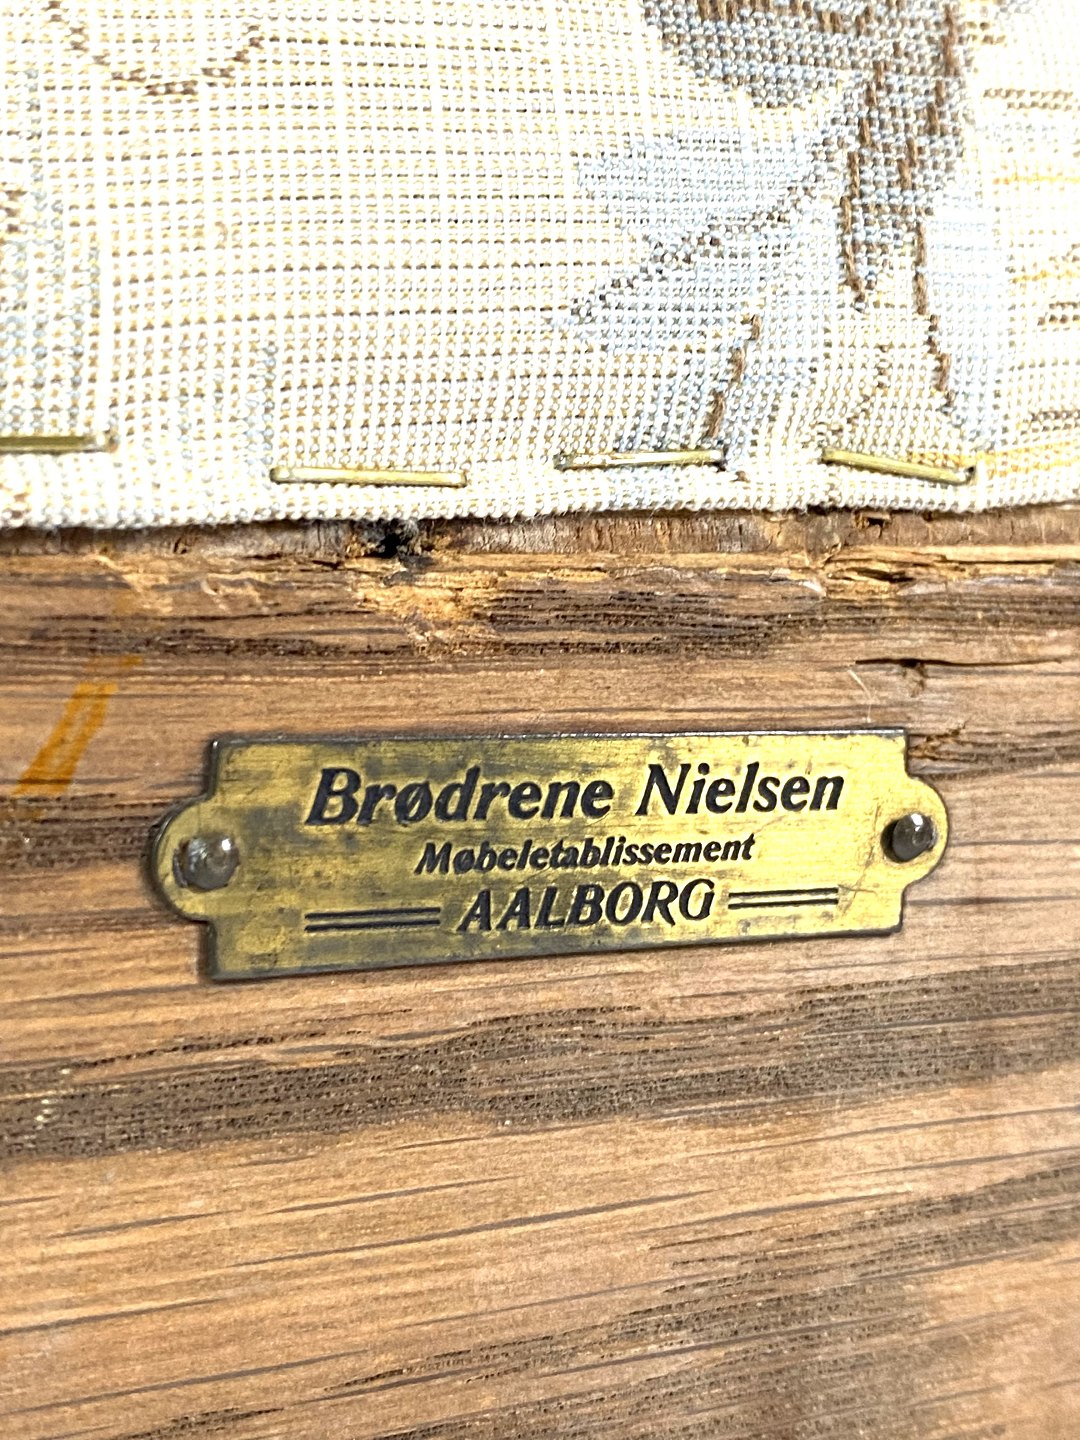 Brødrene Nielsen
Møbeletablissement
AALBORG